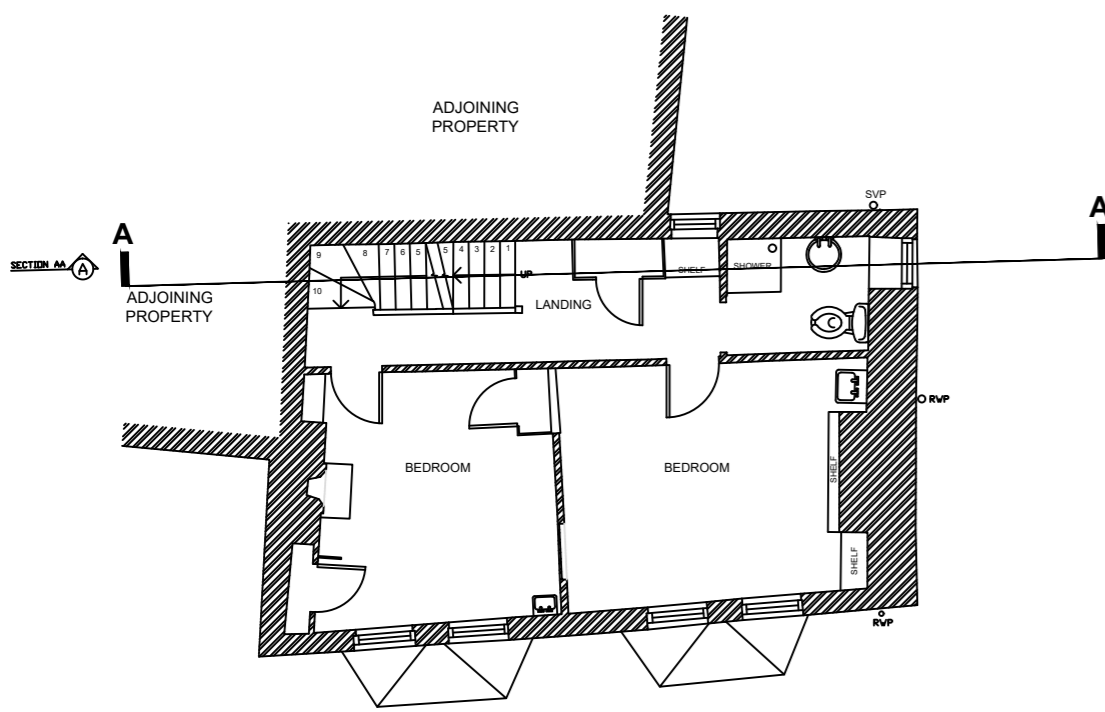 ADJOINING
PROPERTY
SVP
A
A
SECTION AA
A
ADJOINING
PROPERTY
9
8
7
6
5
5
4
3
2
1
10
UP
LANDING
SHELF
SHOWER
RWP
BEDROOM
BEDROOM
SHELF
SHELF
RWP